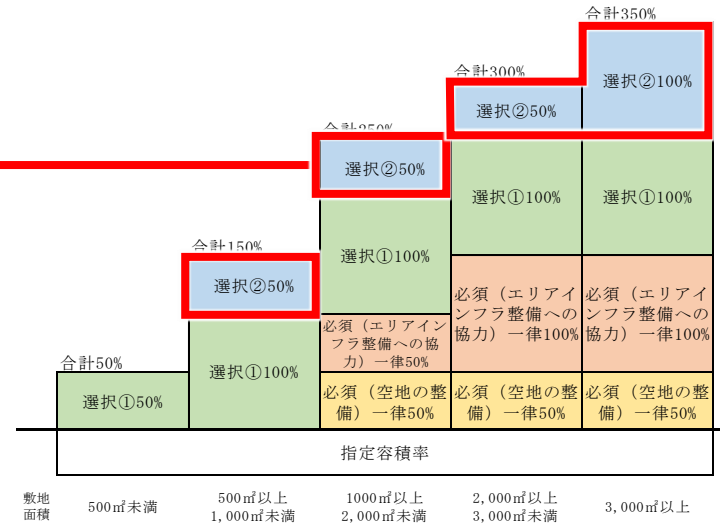 合計350%
選択②100%
合計300%
選択②50%
合計250%
選択②50%
選択①100%
選択①100%
合計150%
選択①100%
選択②50%
必須（エリアイ
ンフラ整備への
協力）一律100%
必須（エリアイ
ンフラ整備への
協力）一律100%
必須（エリアイン
フラ整備への協
力）一律50%
合計50%
選択①100%
選択①50%
必須（空地の整
備）一律50%
必須（空地の整
備）一律50%
必須（空地の整
備）一律50%
指定容積率
敷地
面積
500㎡未満
500㎡以上
1,000㎡未満
1000㎡以上
2,000㎡未満
2,000㎡以上
3,000㎡未満
3,000㎡以上